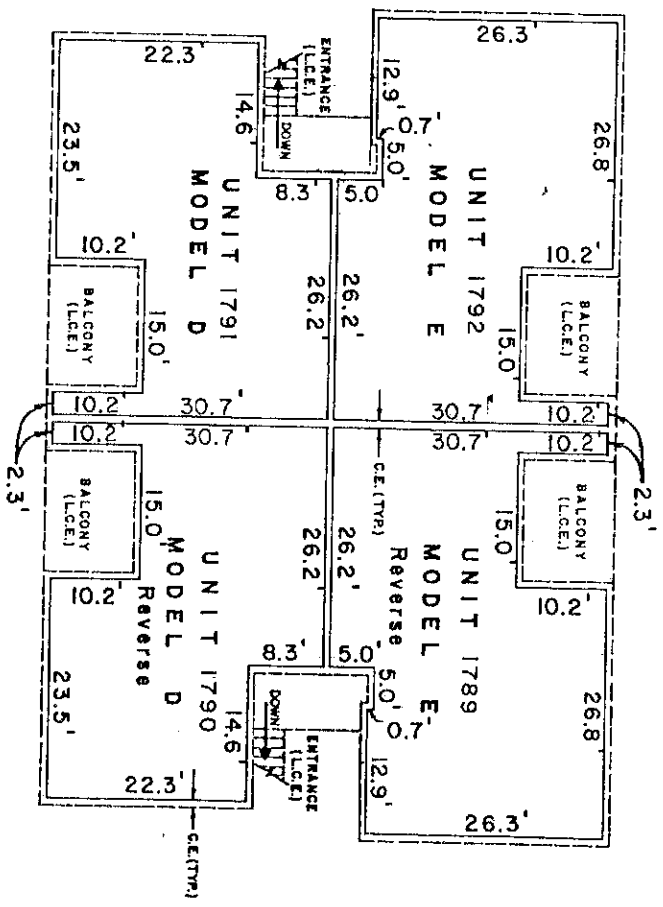 26.3'
26.8'
12.9'
0.7'
5.0'
5.0
10.2'
BALCONY
(L.C.E.)
15.0'
UNIT 1792
MODEL E
26.2'
30.7'
10.2'
2.3'
22.3'
ENTRANCE
(L.C.E.)
DOWN
14.6'
8.3'
23.5'
UNIT 1791
MODEL D
26.2'
10.2'
BALCONY
(L.C.E.)
15.0'
10.2'
30.7'
2.3'
C.E.(TYP.)
30.7'
10.2'
BALCONY
(L.C.E.)
15.0'
10.2'
UNIT 1789
MODEL E
Reverse
26.2'
5.0'
5.0'
0.7'
26.8'
12.9'
26.3'
10.2'
30.7'
BALCONY
(L.C.E.)
15.0'
10.2'
UNIT 1790
MODEL D
Reverse
26.2'
8.3'
DOWN
ENTRANCE
(L.C.E.)
14.6'
23.5'
22.3'
C.E.(TYP.)